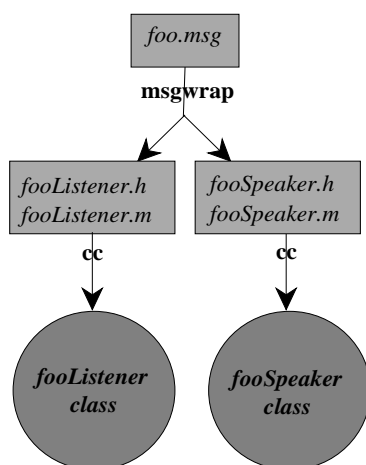 foo.msg
msgwrap
fooListener.h
fooListener.m
fooSpeaker.h
fooSpeaker.m
cc
cc
fooListener
class
fooSpeaker
class